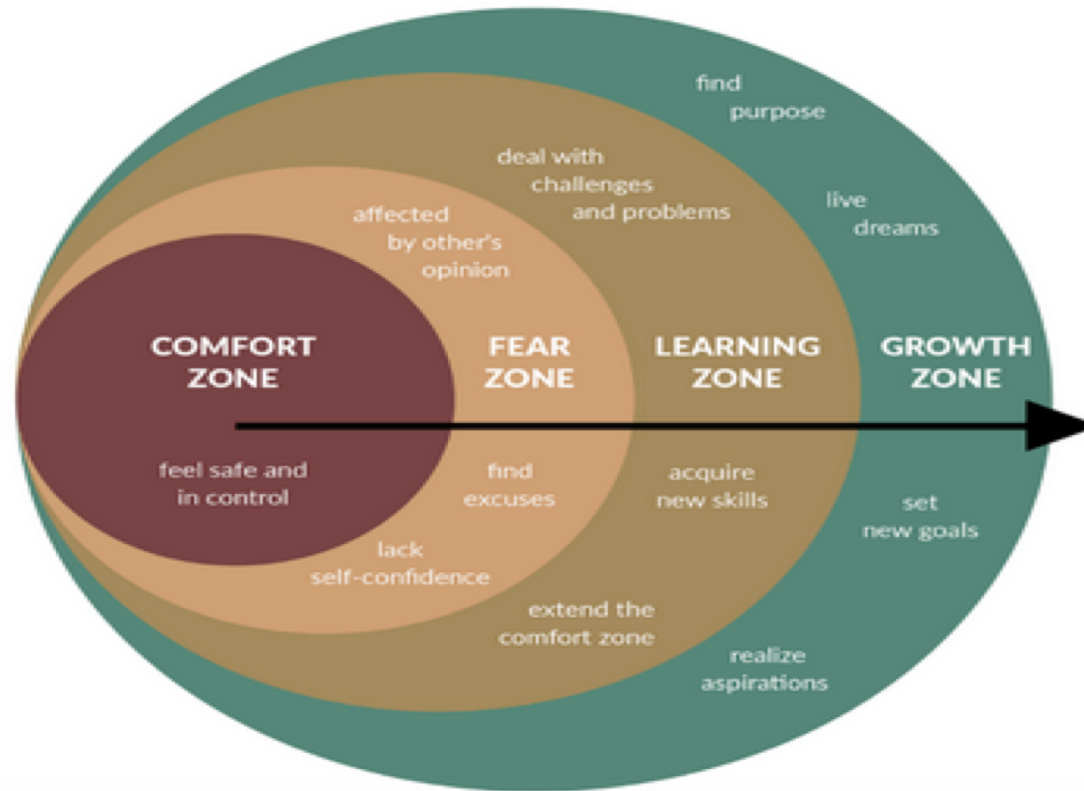 COMFORT
ZONE
feel safe and
in control
FEAR
ZONE
affected
by other's
opinion
find
excuses
lack
self-confidence
LEARNING
ZONE
deal with
challenges
and problems
acquire
new skills
extend the
comfort zone
GROWTH
ZONE
find
purpose
live
dreams
set
new goals
realize
aspirations